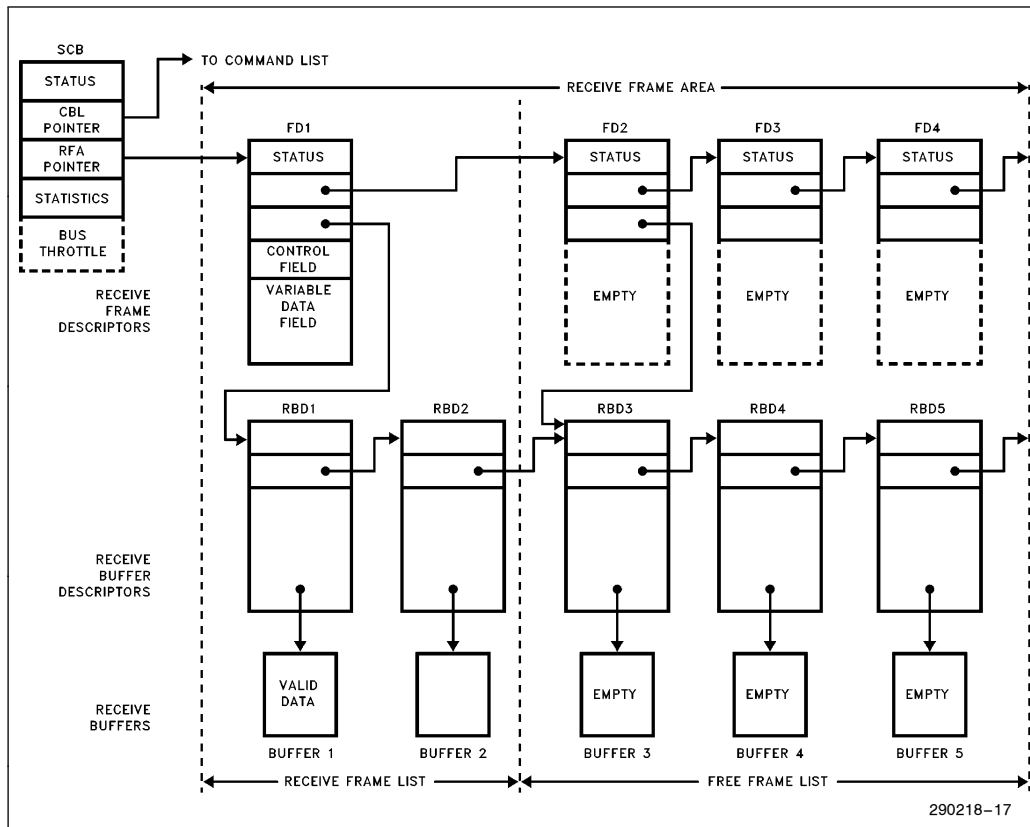 SCB
STATUS
CBL
POINTER
RFA
POINTER
STATISTICS
BUS
THROTTLE
TO COMMAND LIST
RECEIVE FRAME AREA
FD1
STATUS
CONTROL
FIELD
VARIABLE
DATA
FIELD
FD2
STATUS
EMPTY
FD3
STATUS
EMPTY
FD4
STATUS
EMPTY
RECEIVE
FRAME
DESCRIPTORS
RBD1
RBD2
RBD3
RBD4
RBD5
RECEIVE
BUFFER
DESCRIPTORS
VALID
DATA
EMPTY
EMPTY
EMPTY
RECEIVE
BUFFERS
BUFFER 1
BUFFER 2
BUFFER 3
BUFFER 4
BUFFER 5
RECEIVE FRAME LIST
FREE FRAME LIST
290218–17